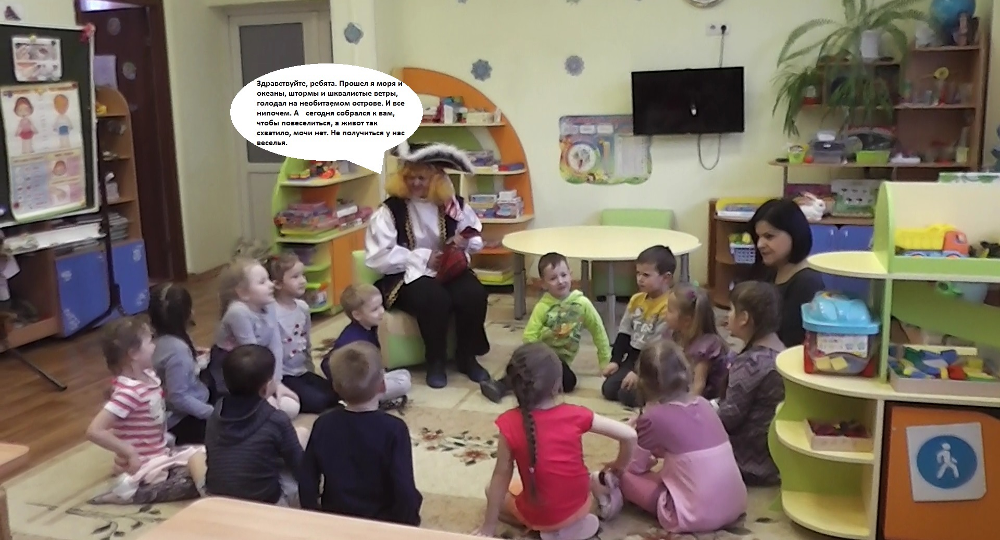 Здравствуйте, ребята. Прошел я моря и
океаны, штормы и шквалистые ветры,
голодал на необитаемом острове. И все
нипочем. А   сегодня собрался к вам,
чтобы повеселиться, а живот так
схватило, мочи нет. Не получиться у нас
веселья.